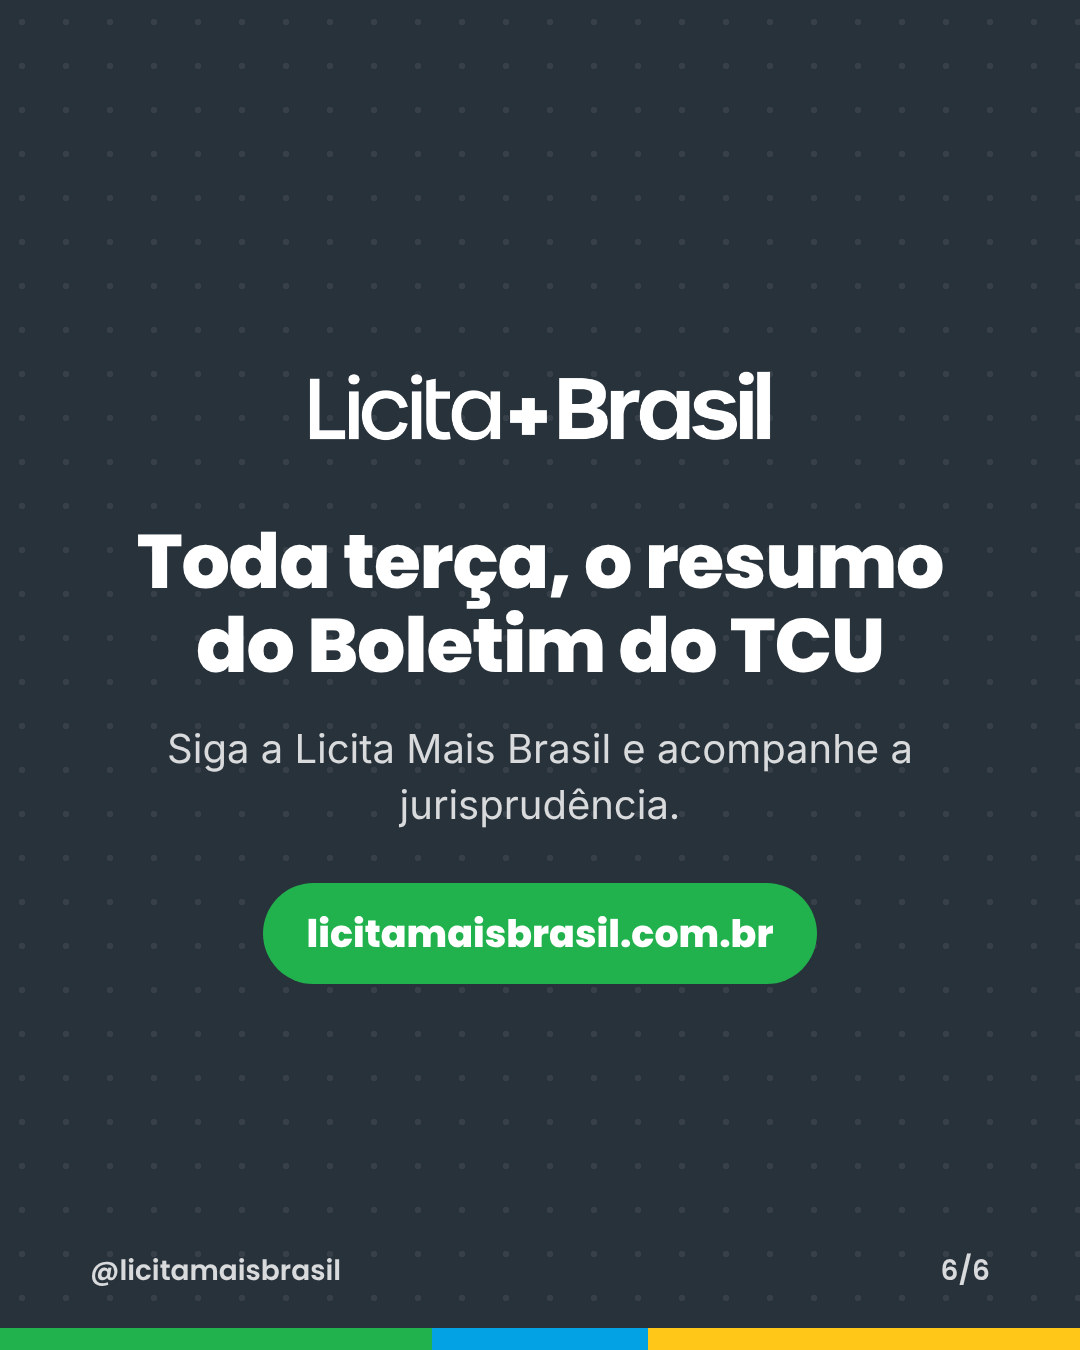 Licita+Brasil
Toda terça, o resumo
do Boletim do TCU
Siga a Licita Mais Brasil e acompanhe a
jurisprudência.
licitamaisbrasil.com.br
@licitamaisbrasil
6/6